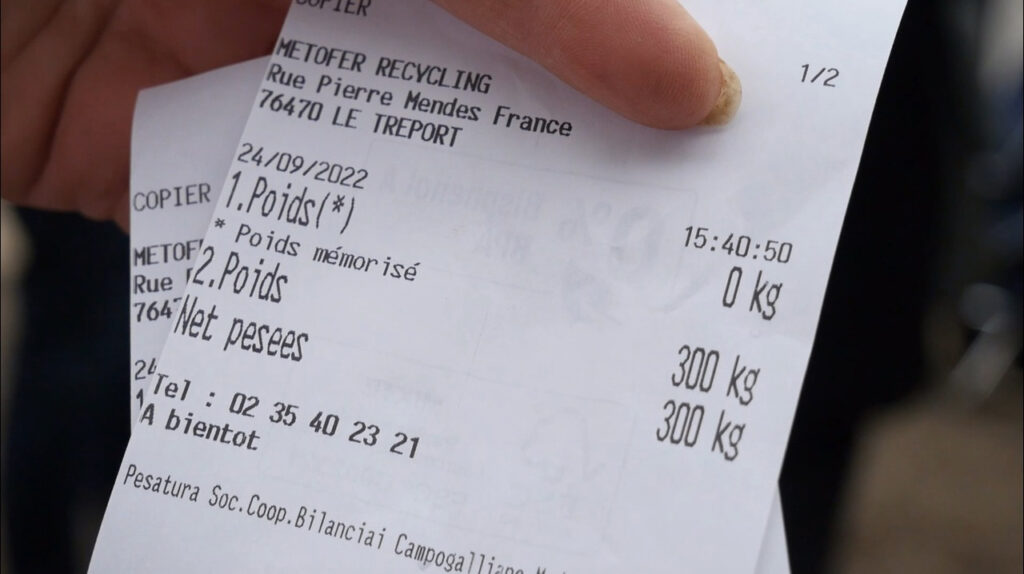 COPIER
1/2
METOFER RECYCLING
Rue Pierre Mendes France
76470 LE TREPORT
24/09/2022 15:40:50
1.Poids(*) 0 kg
* Poids mémorisé
2.Poids 300 kg
Net pesees 300 kg
Tel : 02 35 40 23 21
A bientot
Pesatura Soc.Coop.Bilanciai Campogalliano
COPIER
METOF
Rue
764
24